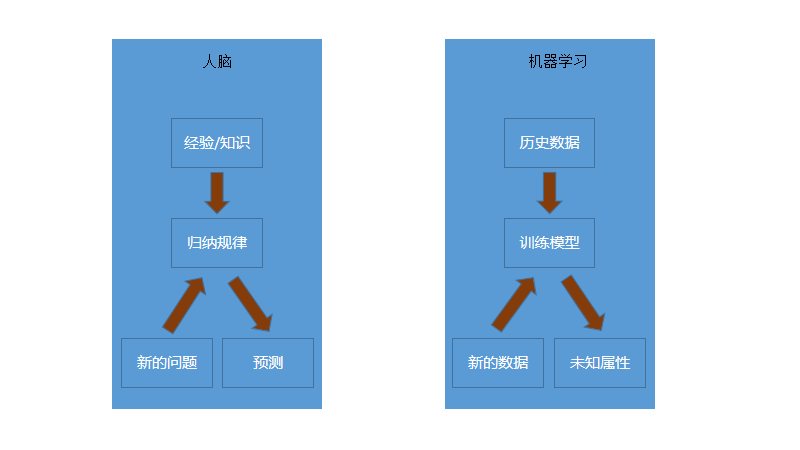 人脑
经验/知识
归纳规律
新的问题
预测
机器学习
历史数据
训练模型
新的数据
未知属性